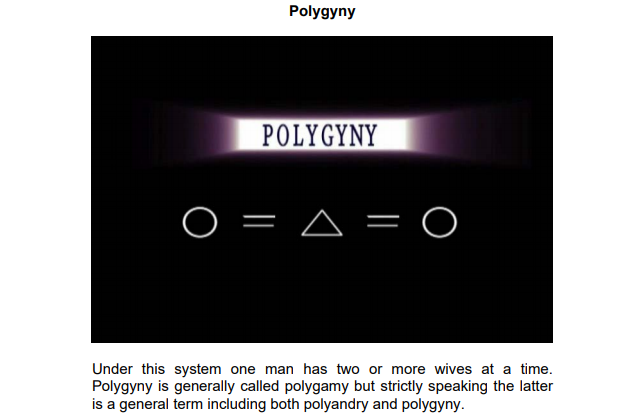 Polygyny
POLYGYNY
Under this system one man has two or more wives at a time.
Polygyny is generally called polygamy but strictly speaking the latter
is a general term including both polyandry and polygyny.